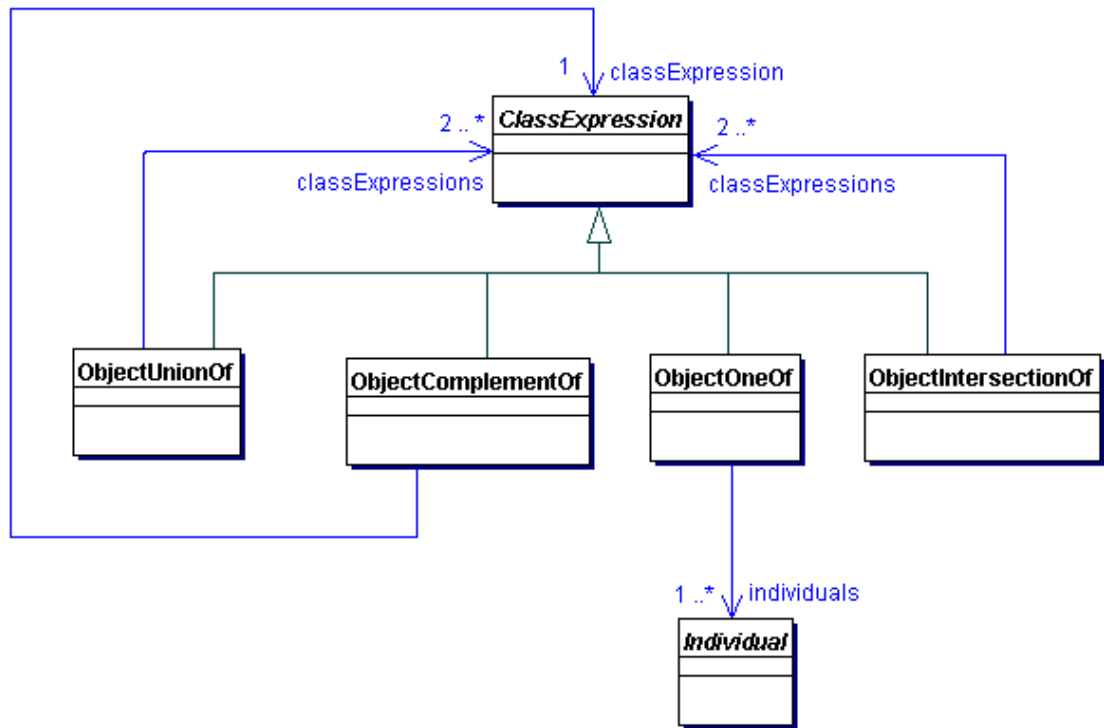 1 classExpression
ClassExpression
2 ..*
2 ..*
classExpressions
classExpressions
ObjectUnionOf
ObjectComplementOf
ObjectOneOf
ObjectIntersectionOf
1 ..* individuals
Individual